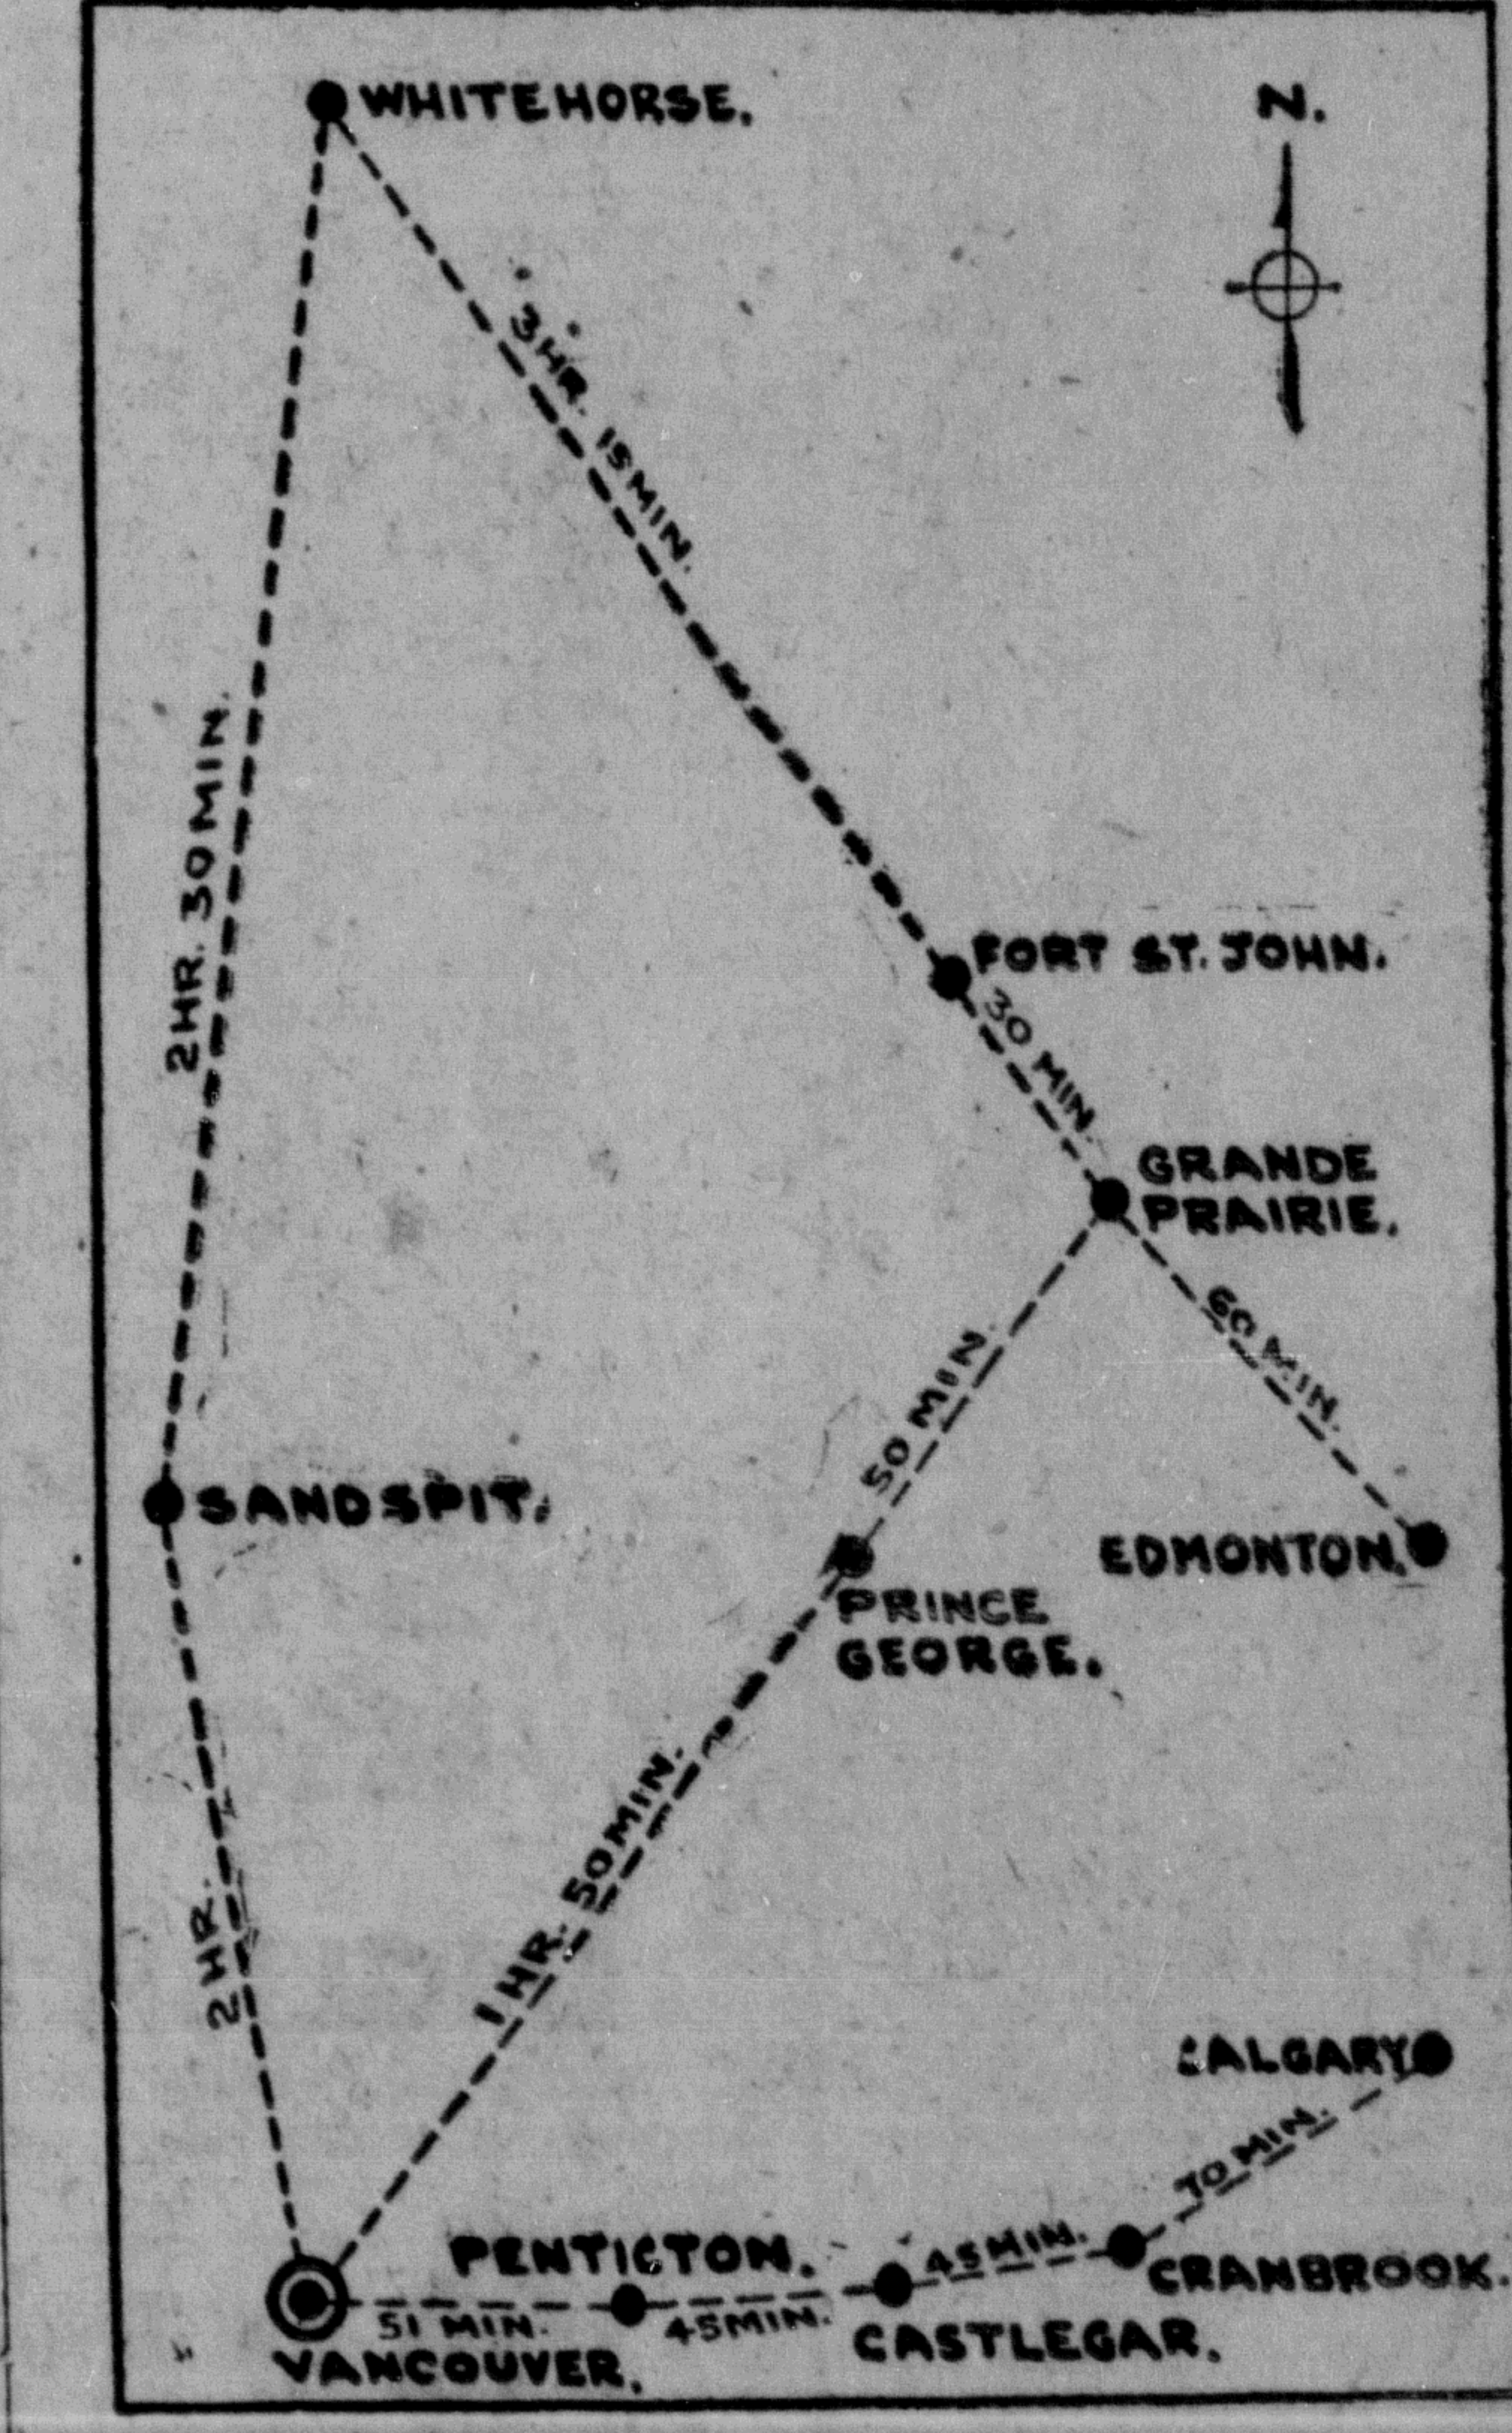 WHITEHORSE.
N.
3 HR. 15 MIN.
2 HR. 30 MIN.
FORT ST. JOHN.
30 MIN.
GRANDE
PRAIRIE.
60 MIN.
50 MIN.
SANDSPIT.
EDMONTON.
PRINCE
GEORGE.
1 HR. 50 MIN.
2 HR.
CALGARY
70 MIN.
PENTICTON.
45 MIN.
CRANBROOK.
51 MIN.
45 MIN.
CASTLEGAR.
VANCOUVER.